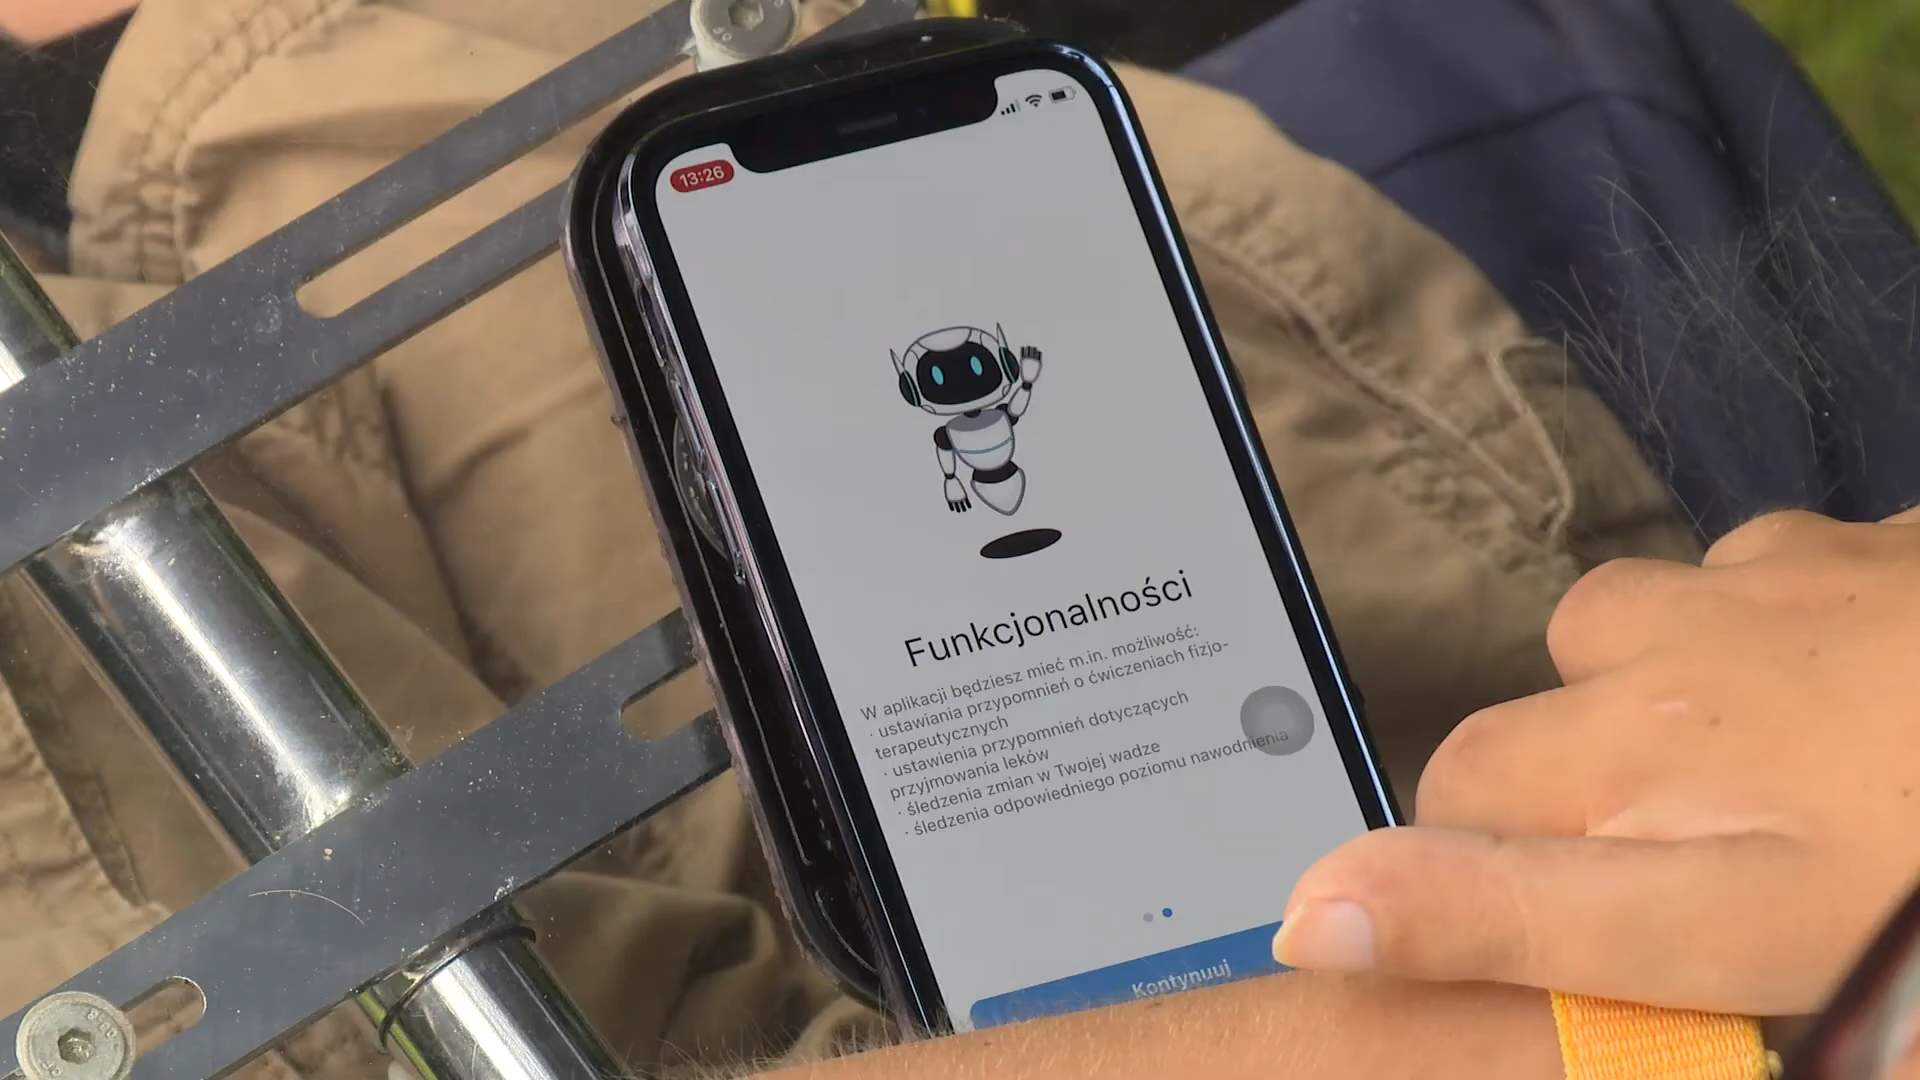 13:26
Funkcjonalności
W aplikacji będziesz mieć m.in. możliwość:
· ustawiania przypomnień o ćwiczeniach fizjo-
terapeutycznych
· ustawienia przypomnień dotyczących
przyjmowania leków
· śledzenia zmian w Twojej wadze
· śledzenia odpowiedniego poziomu nawodnienia
Kontynuuj